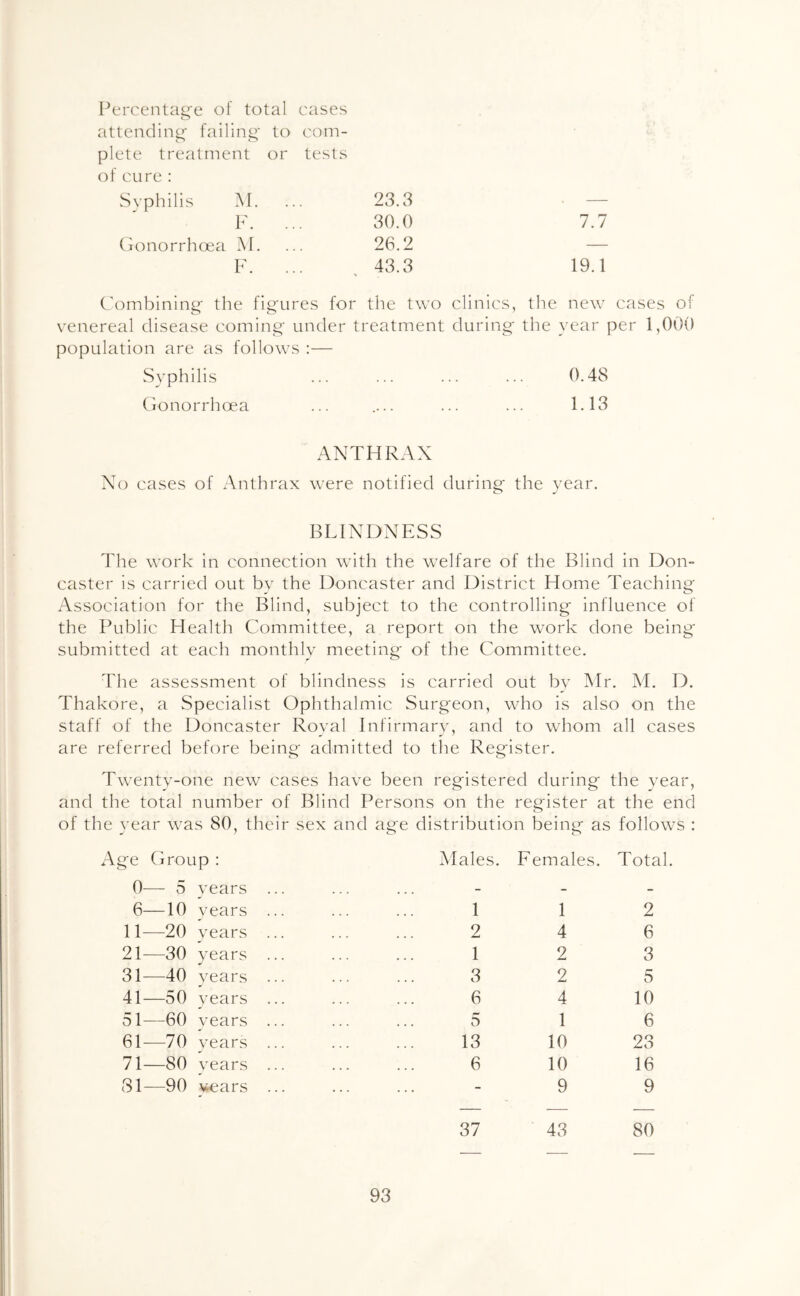 Percentage of total cases
attending failing to com-
plete treatment or tests
of cure :
Syphilis M. ... 23.3 —
F. ... 30.0 7.7
Gonorrhœa M. ... 26.2 —
F. ... 43.3 19.1
Combining the figures for the two clinics, the new cases of
venereal disease coming under treatment during the year per 1,000
population are as follows :—
Syphilis ... ... ... ... 0.48
Gonorrhœa ... .... ... ... 1.13
ANTHRAX
No cases of Anthrax were notified during the year.
BLINDNESS
The work in connection with the welfare of the Blind in Don-
caster is carried out by the Doncaster and District Home Teaching
Association for the Blind, subject to the controlling influence of
the Public Health Committee, a report on the work done being
submitted at each monthly meeting of the Committee.
The assessment of blindness is carried out by Mr. M. D.
Thakore, a Specialist Ophthalmic Surgeon, who is also on the
staff of the Doncaster Royal Infirmary, and to whom all cases
are referred before being admitted to the Register.
Twenty-one new cases have been registered during the year,
and the total number of Blind Persons on the register at the end
of the year was 80, their sex and age distribution being as follows :
Age Group : Males. Females. Total.
0— 5 years ... ... ... - - -
6—10 years ... ... ... 1 1 2
11—20 years ... ... ... 2 4 6
21—30 years ... ... ... 1 2 3
31—40 years ... ... ... 3 2 5
41—50 years ... ... ... 6 4 10
51—60 years ... ... ... 5 1 6
61—70 years ... ... ... 13 10 23
71—80 years ... ... ... 6 10 16
81—90 years ... ... ... - 9 9
37 43 80
93